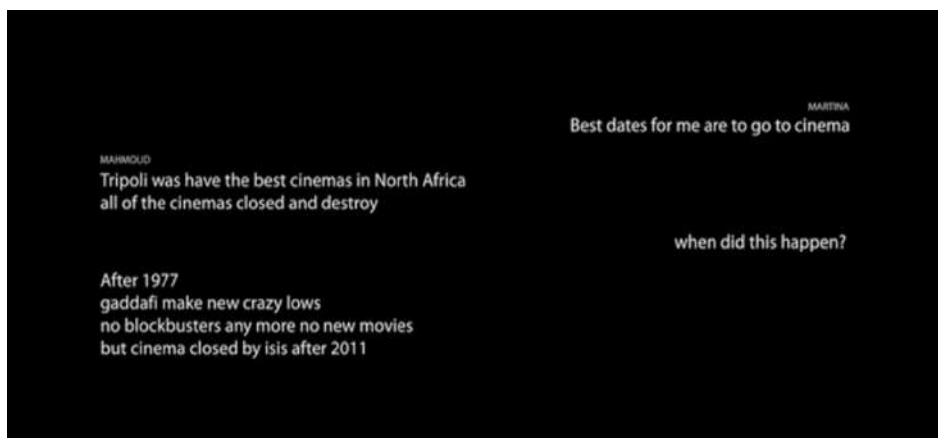 MARTINA
Best dates for me are to go to cinema
MAHMOUD
Tripoli was have the best cinemas in North Africa
all of the cinemas closed and destroy
when did this happen?
After 1977
gaddafi make new crazy lows
no blockbusters any more no new movies
but cinema closed by isis after 2011